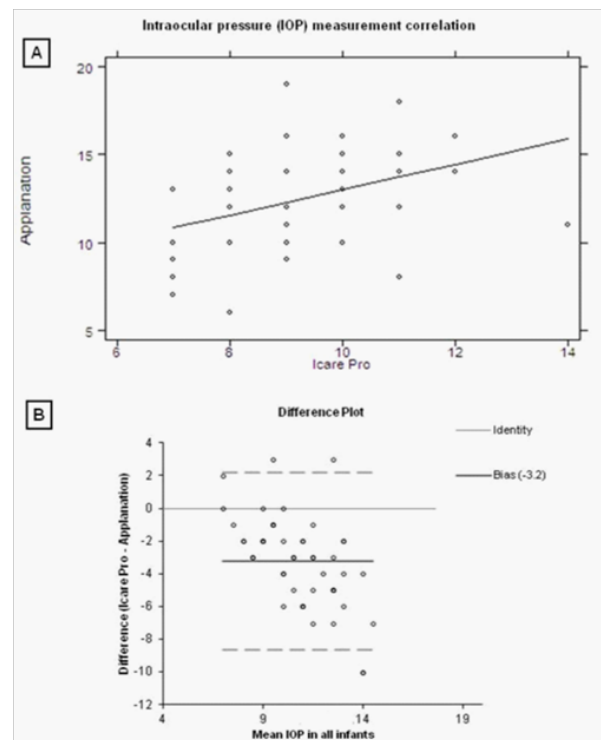 Intraocular pressure (IOP) measurement correlation
A
20
15
10
5
Applanation
6 8 10 12 14
Icare Pro
B
Difference Plot
Identity
Bias (-3.2)
4
2
0
-2
-4
-6
-8
-10
-12
Difference (Icare Pro - Applanation)
4 9 14 19
Mean IOP in all infants